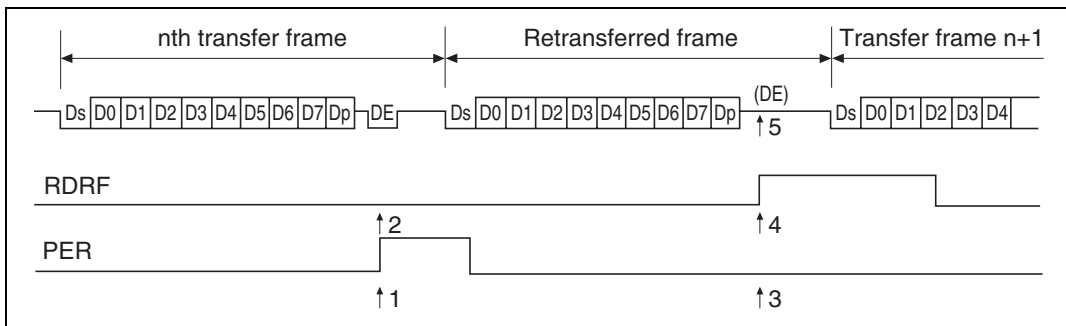 nth transfer frame Retransferred frame Transfer frame n+1
Ds D0 D1 D2 D3 D4 D5 D6 D7 Dp DE Ds D0 D1 D2 D3 D4 D5 D6 D7 Dp (DE) Ds D0 D1 D2 D3 D4
5
RDRF
2 4
PER
1 3